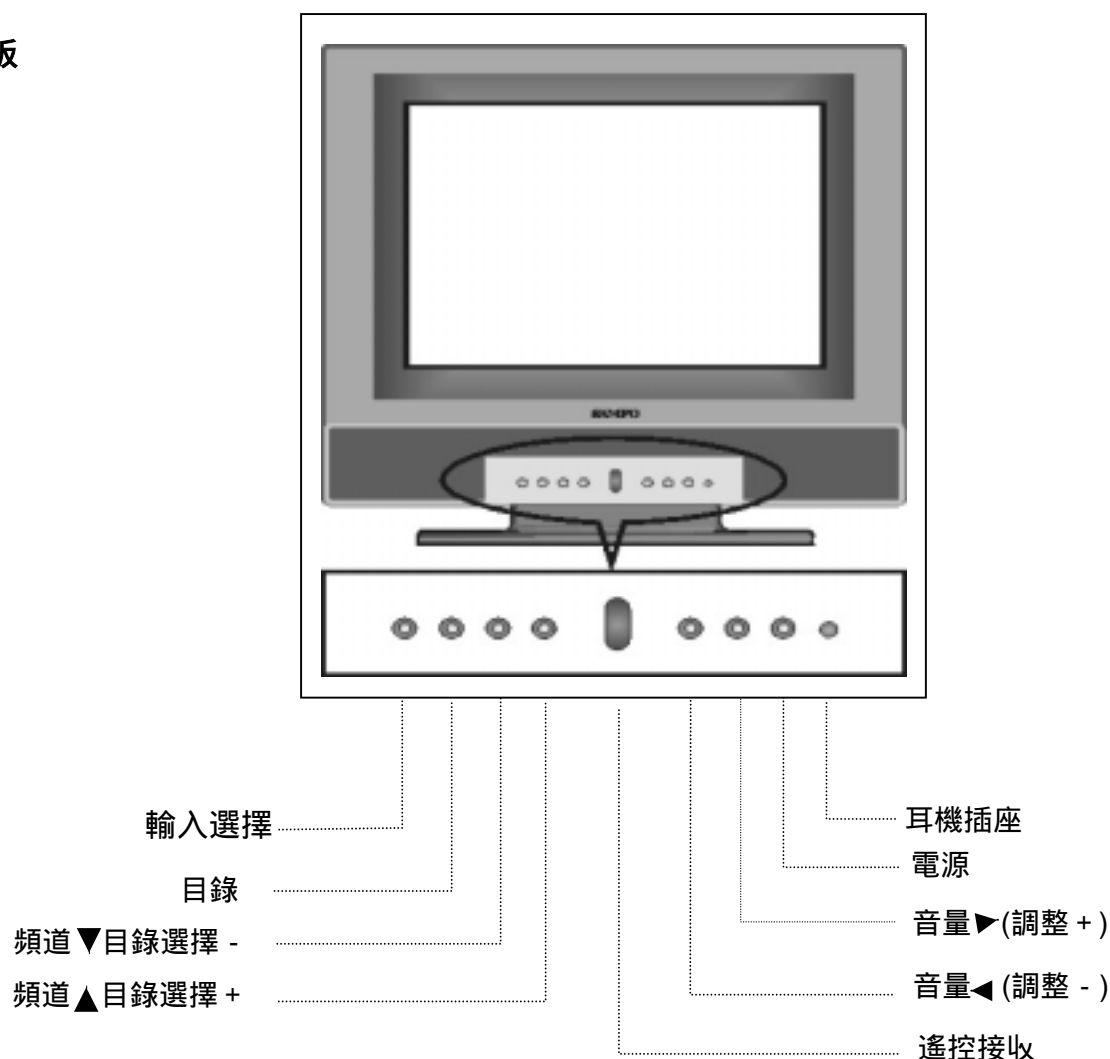 板
SAMPO
輸入選擇
目錄
頻道▼目錄選擇 -
頻道▲目錄選擇 +
耳機插座
電源
音量►(調整 + )
音量◄ (調整 - )
遙控接收